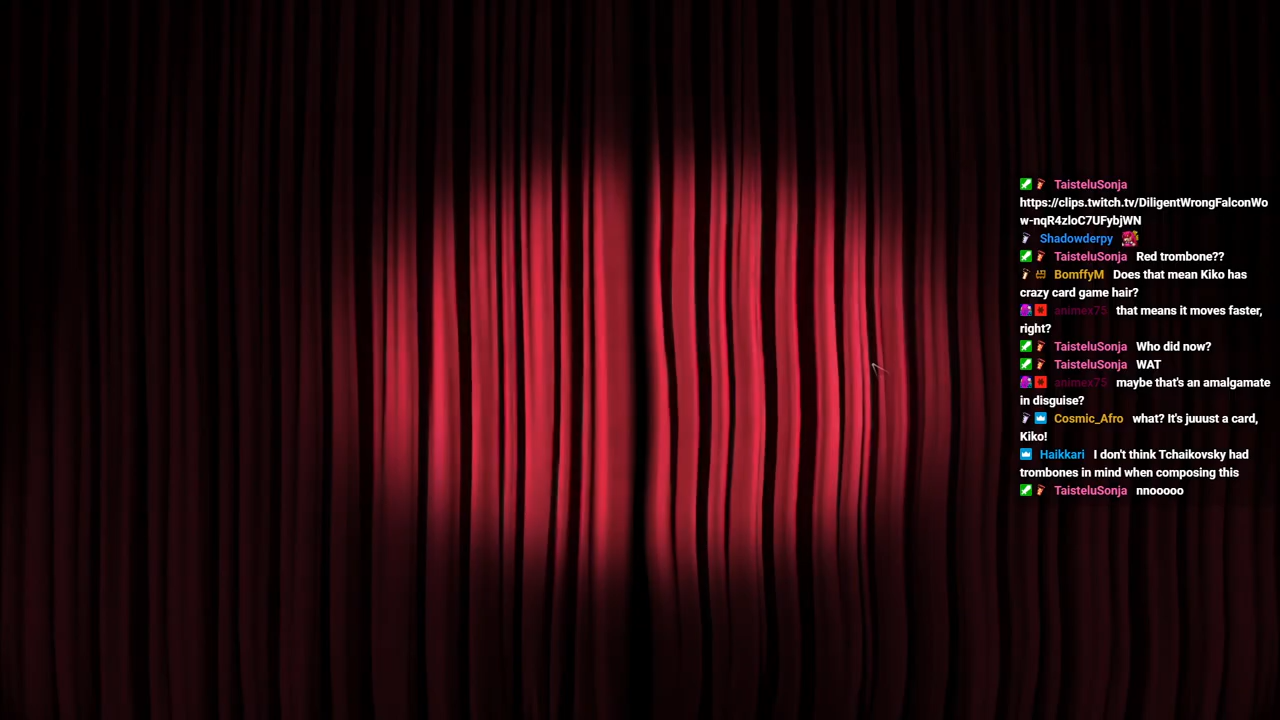 TaisteluSonja
https://clips.twitch.tv/DiligentWrongFalconWo
w-nqR4zloC7UFybjWN
Shadowderpy
TaisteluSonja Red trombone??
BomffyM Does that mean Kiko has
crazy card game hair?
animex75 that means it moves faster,
right?
TaisteluSonja Who did now?
TaisteluSonja WAT
animex75 maybe that's an amalgamate
in disguise?
Cosmic_Afro what? It's juuust a card,
Kiko!
Haikkari I don't think Tchaikovsky had
trombones in mind when composing this
TaisteluSonja nnooooo